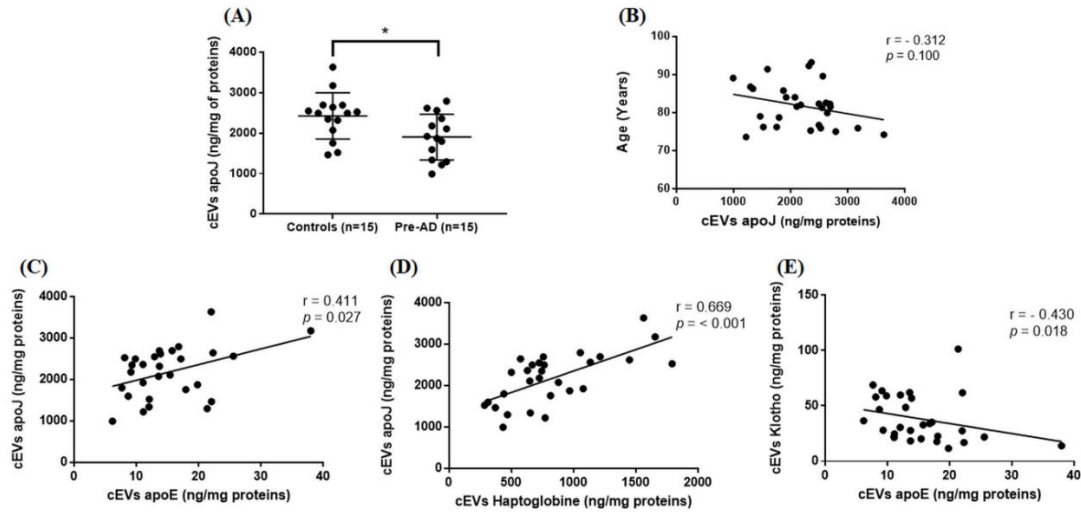 (A)
*
cEVs apoJ (ng/mg of proteins)
4000
3000
2000
1000
0
Controls (n=15) Pre-AD (n=15)
(B)
r = - 0.312
p = 0.100
Age (Years)
100
90
80
70
60
0 1000 2000 3000 4000
cEVs apoJ (ng/mg proteins)
(C)
r = 0.411
p = 0.027
cEVs apoJ (ng/mg proteins)
4000
3000
2000
1000
0
0 10 20 30 40
cEVs apoE (ng/mg proteins)
(D)
r = 0.669
p = < 0.001
cEVs apoJ (ng/mg proteins)
4000
3000
2000
1000
0
0 500 1000 1500 2000
cEVs Haptoglobine (ng/mg proteins)
(E)
r = - 0.430
p = 0.018
cEVs Klotho (ng/mg proteins)
150
100
50
0
0 10 20 30 40
cEVs apoE (ng/mg proteins)